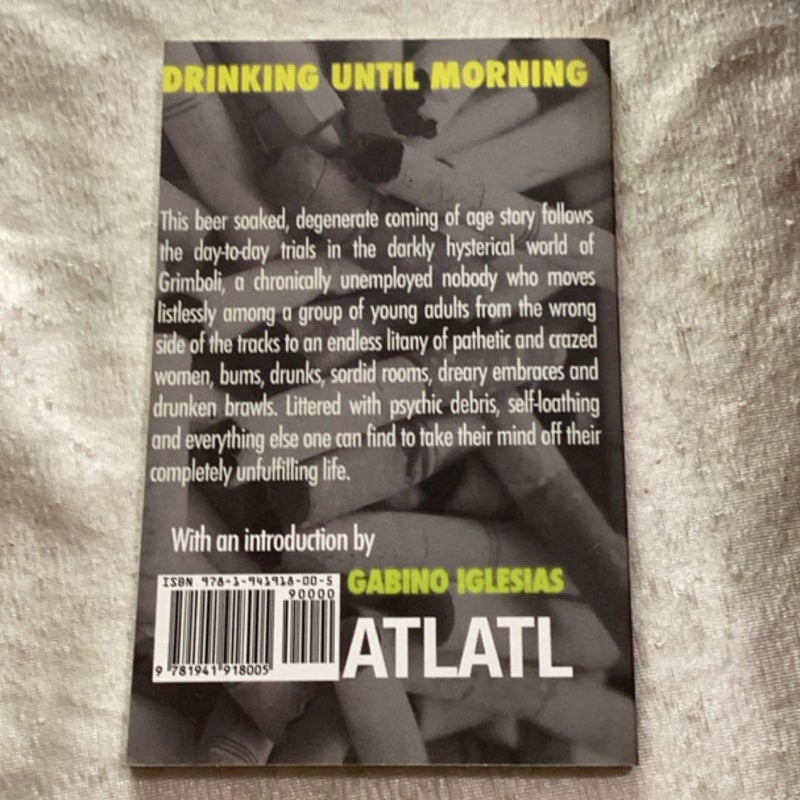 DRINKING UNTIL MORNING
This beer soaked, degenerate coming of age story follows
the day-to-day trials in the darkly hysterical world of
Grimboli, a chronically unemployed nobody who moves
listlessly among a group of young adults from the wrong
side of the tracks to an endless litany of pathetic and crazed
women, bums, drunks, sordid rooms, dreary embraces and
drunken brawls. Littered with psychic debris, self-loathing
and everything else one can find to take their mind off their
completely unfulfilling life.
With an introduction by
GABINO IGLESIAS
ISBN 978-1-941918-00-5
90000
9 781941 918005
ATLATL